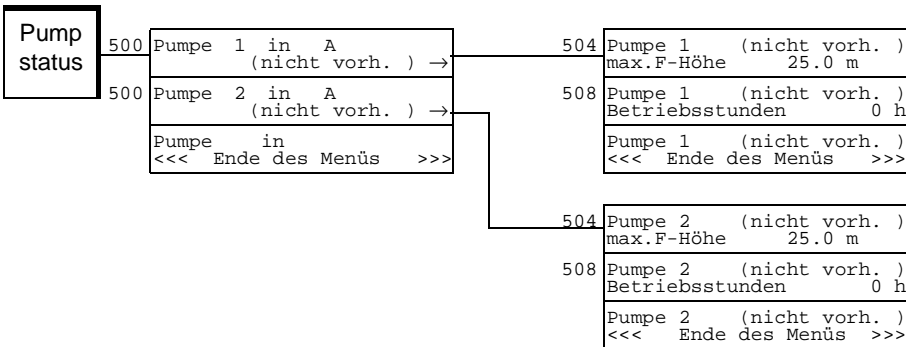 Pump
status
500 Pumpe 1 in A
(nicht vorh. ) →
500 Pumpe 2 in A
(nicht vorh. ) →
Pumpe in
<<< Ende des Menüs >>>
504 Pumpe 1 (nicht vorh. )
max.F-Höhe 25.0 m
508 Pumpe 1 (nicht vorh. )
Betriebsstunden 0 h
Pumpe 1 (nicht vorh. )
<<< Ende des Menüs >>>
504 Pumpe 2 (nicht vorh. )
max.F-Höhe 25.0 m
508 Pumpe 2 (nicht vorh. )
Betriebsstunden 0 h
Pumpe 2 (nicht vorh. )
<<< Ende des Menüs >>>